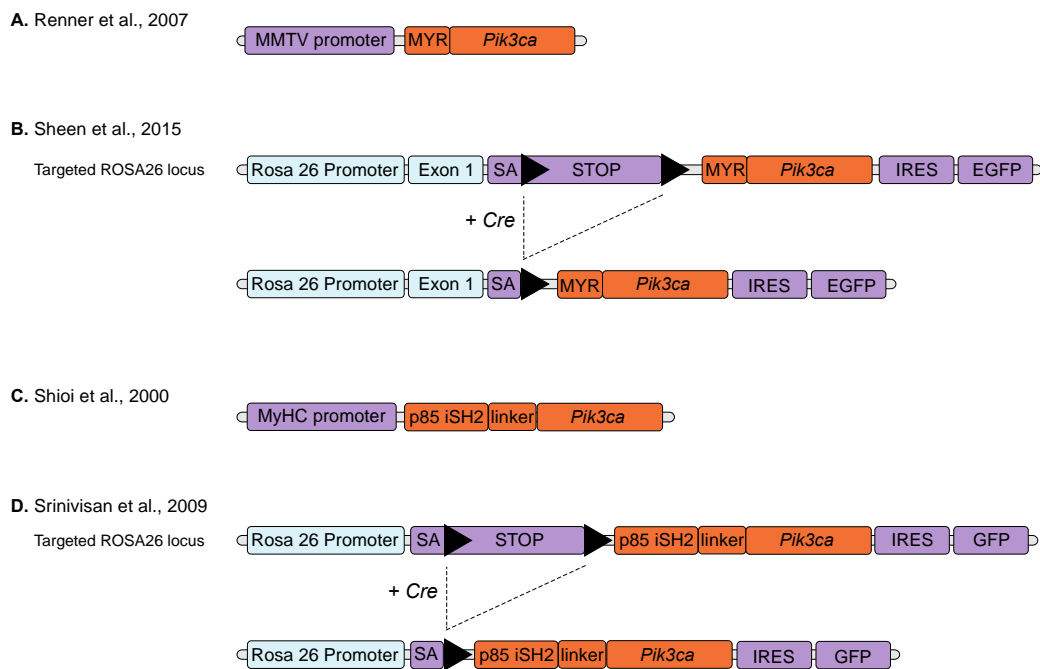 A. Renner et al., 2007
MMTV promoter MYR Pik3ca
B. Sheen et al., 2015
Targeted ROSA26 locus Rosa 26 Promoter Exon 1 SA STOP MYR Pik3ca IRES EGFP
+ Cre
Rosa 26 Promoter Exon 1 SA MYR Pik3ca IRES EGFP
C. Shioi et al., 2000
MyHC promoter p85 iSH2 linker Pik3ca
D. Srinivisan et al., 2009
Targeted ROSA26 locus Rosa 26 Promoter SA STOP p85 iSH2 linker Pik3ca IRES GFP
+ Cre
Rosa 26 Promoter SA p85 iSH2 linker Pik3ca IRES GFP